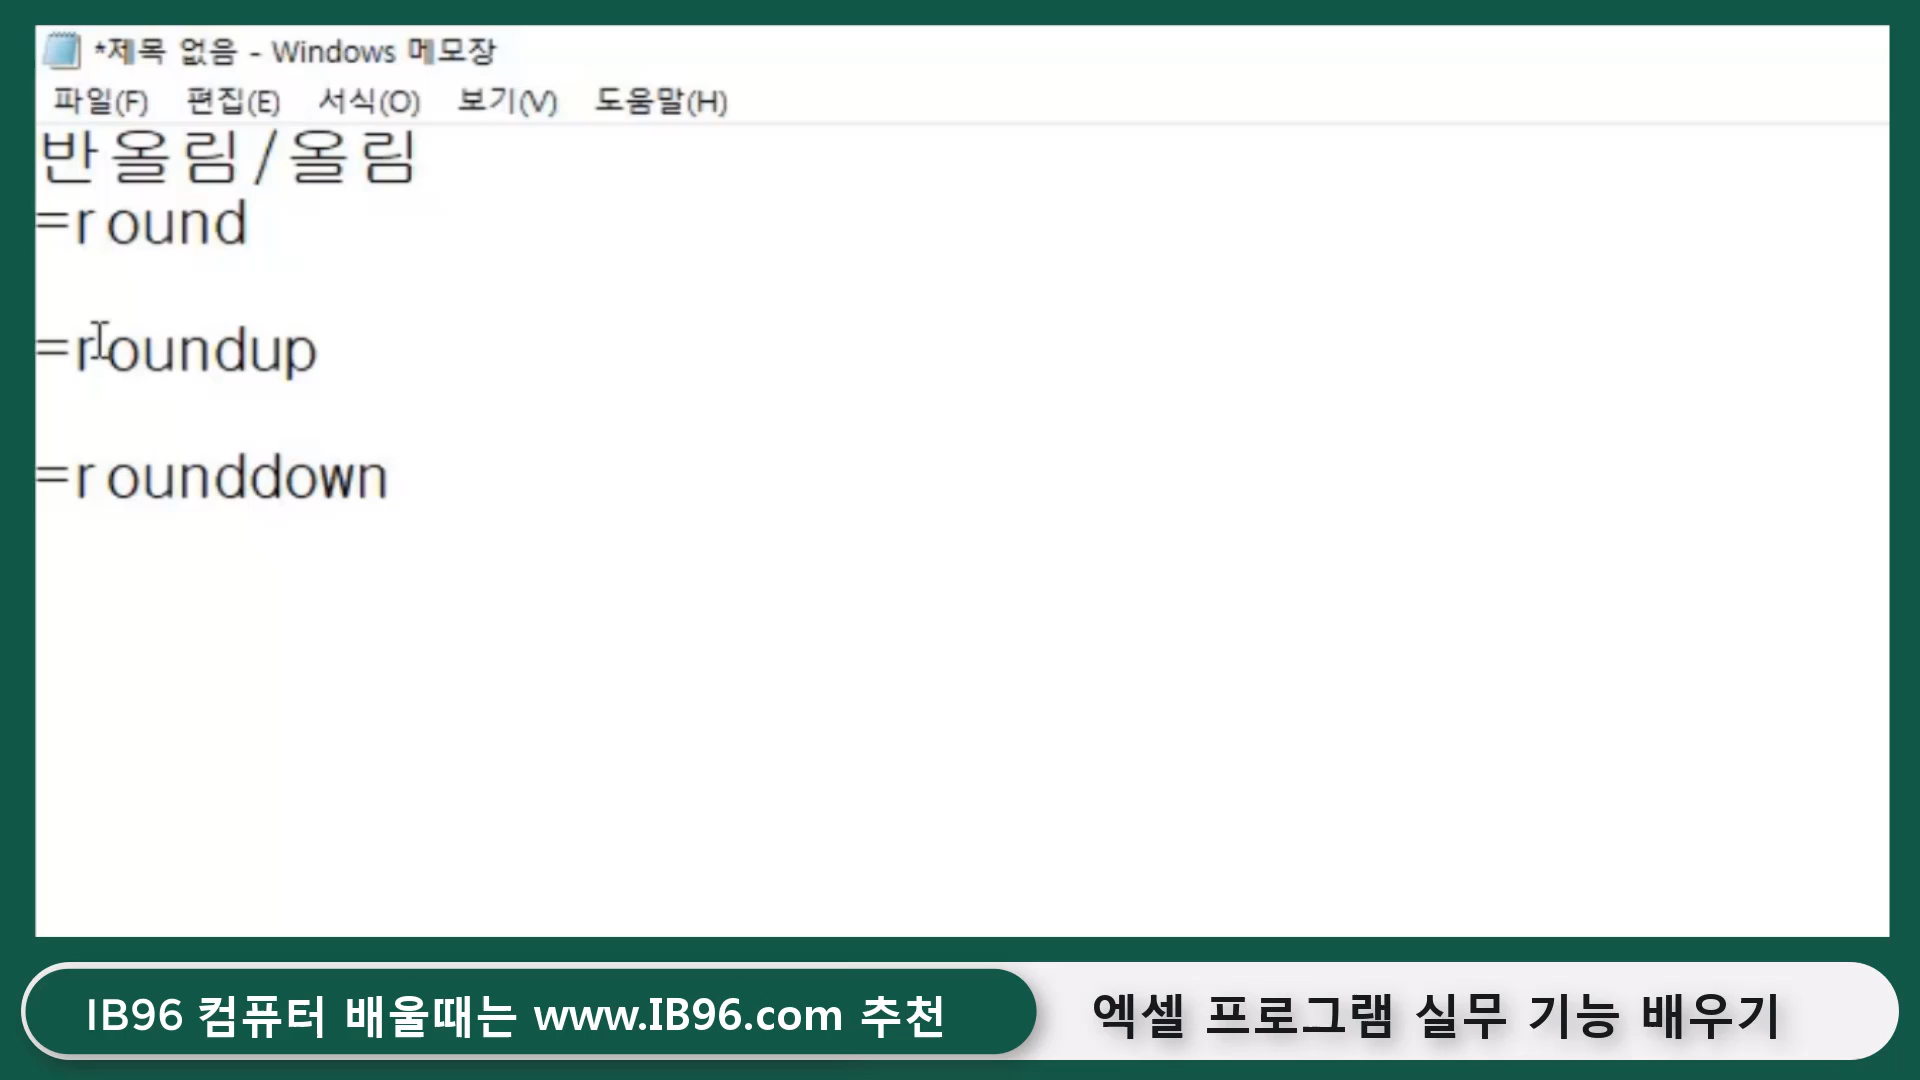 *제목 없음 - Windows 메모장
파일(F) 편집(E) 서식(O) 보기(V) 도움말(H)
반올림/올림
=round
=roundup
=rounddown
IB96 컴퓨터 배울때는 www.IB96.com 추천
엑셀 프로그램 실무 기능 배우기